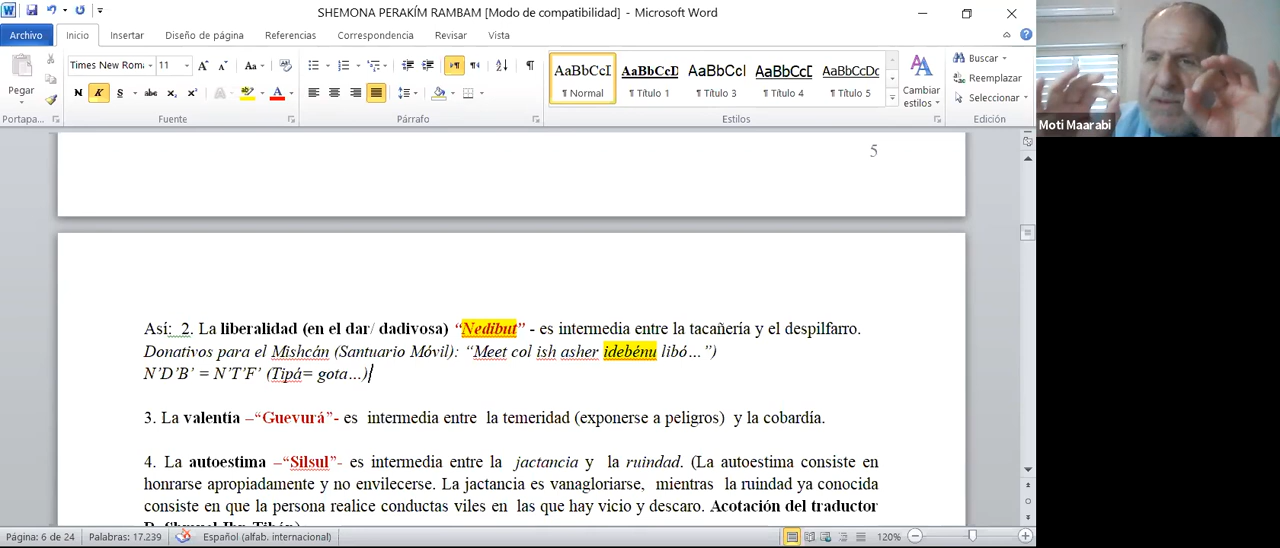 SHEMONA PERAKÍM RAMBAM [Modo de compatibilidad] - Microsoft Word
Archivo Inicio Insertar Diseño de página Referencias Correspondencia Revisar Vista
Pegar
Times New Rom 11
N K S abc x₂ x²
AaBbCcI AaBbCcD AaBbCcI AaBbCcD AaBbCcDc
¶ Normal ¶ Título 1 ¶ Título 3 ¶ Título 4 ¶ Título 5
Cambiar estilos
Buscar
Reemplazar
Seleccionar
Portapa... Fuente Párrafo Estilos Edición
Moti Maarabi
5
Así: 2. La liberalidad (en el dar/ dadivosa) “Nedibut” - es intermedia entre la tacañería y el despilfarro.
Donativos para el Mishcán (Santuario Móvil): “Meet col ish asher idebénu libó…”)
N’D’B’ = N’T’F’ (Tipá= gota…)
3. La valentía –“Guevurá”- es intermedia entre la temeridad (exponerse a peligros) y la cobardía.
4. La autoestima –“Silsul”- es intermedia entre la jactancia y la ruindad. (La autoestima consiste en
honrarse apropiadamente y no envilecerse. La jactancia es vanagloriarse, mientras la ruindad ya conocida
consiste en que la persona realice conductas viles en las que hay vicio y descaro. Acotación del traductor
R. Shmuel Ibn Tibón)
Página: 6 de 24 Palabras: 17.239 Español (alfab. internacional) 120%